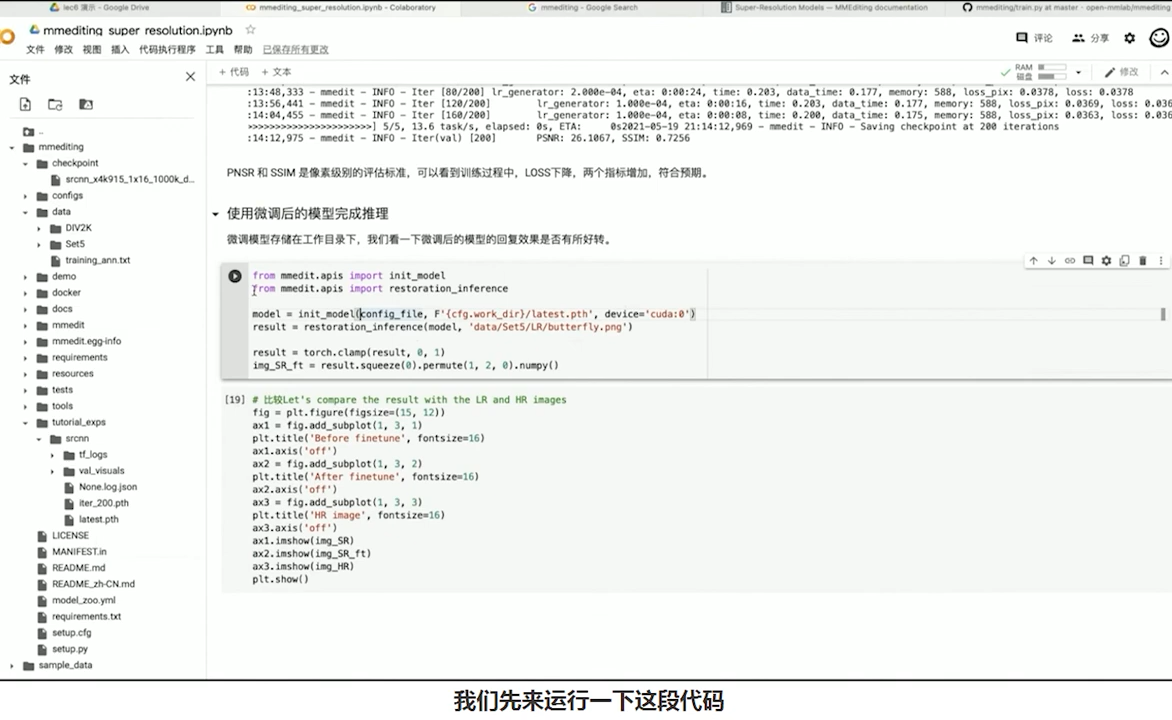 lec6 演示 - Google Drive
mmediting_super_resolution.ipynb - Colaboratory
mmediting - Google Search
Super-Resolution Models — MMEditing documentation
mmediting/train.py at master · open-mmlab/mmediting
mmediting_super_resolution.ipynb
评论
分享
文件 修改 视图 插入 代码执行程序 工具 帮助 已保存所有更改
文件
+ 代码 + 文本
RAM
磁盘
修改
..
mmediting
checkpoint
srcnn_x4k915_1x16_1000k_d...
configs
data
DIV2K
Set5
training_ann.txt
demo
docker
docs
mmedit
mmedit.egg-info
requirements
resources
tests
tools
tutorial_exps
srcnn
tf_logs
val_visuals
None.log.json
iter_200.pth
latest.pth
LICENSE
MANIFEST.in
README.md
README_zh-CN.md
model_zoo.yml
requirements.txt
setup.cfg
setup.py
sample_data
:13:48,333 - mmedit - INFO - Iter [80/200] lr_generator: 2.000e-04, eta: 0:00:24, time: 0.203, data_time: 0.177, memory: 588, loss_pix: 0.0378, loss: 0.0378
:13:56,441 - mmedit - INFO - Iter [120/200] lr_generator: 1.000e-04, eta: 0:00:16, time: 0.203, data_time: 0.177, memory: 588, loss_pix: 0.0369, loss: 0.036
:14:04,455 - mmedit - INFO - Iter [160/200] lr_generator: 1.000e-04, eta: 0:00:08, time: 0.200, data_time: 0.175, memory: 588, loss_pix: 0.0363, loss: 0.036
>>>>>>>>>>>>>>>>>>>>>>] 5/5, 13.6 task/s, elapsed: 0s, ETA: 0s2021-05-19 21:14:12,969 - mmedit - INFO - Saving checkpoint at 200 iterations
:14:12,975 - mmedit - INFO - Iter(val) [200] PSNR: 26.1067, SSIM: 0.7256
PNSR 和 SSIM 是像素级别的评估标准，可以看到训练过程中，LOSS下降，两个指标增加，符合预期。
使用微调后的模型完成推理
微调模型存储在工作目录下，我们看一下微调后的模型的回复效果是否有所好转。
from mmedit.apis import init_model
from mmedit.apis import restoration_inference
model = init_model(config_file, F'{cfg.work_dir}/latest.pth', device='cuda:0')
result = restoration_inference(model, 'data/Set5/LR/butterfly.png')
result = torch.clamp(result, 0, 1)
img_SR_ft = result.squeeze(0).permute(1, 2, 0).numpy()
[19] # 比较Let's compare the result with the LR and HR images
fig = plt.figure(figsize=(15, 12))
ax1 = fig.add_subplot(1, 3, 1)
plt.title('Before finetune', fontsize=16)
ax1.axis('off')
ax2 = fig.add_subplot(1, 3, 2)
plt.title('After finetune', fontsize=16)
ax2.axis('off')
ax3 = fig.add_subplot(1, 3, 3)
plt.title('HR image', fontsize=16)
ax3.axis('off')
ax1.imshow(img_SR)
ax2.imshow(img_SR_ft)
ax3.imshow(img_HR)
plt.show()
我们先来运行一下这段代码